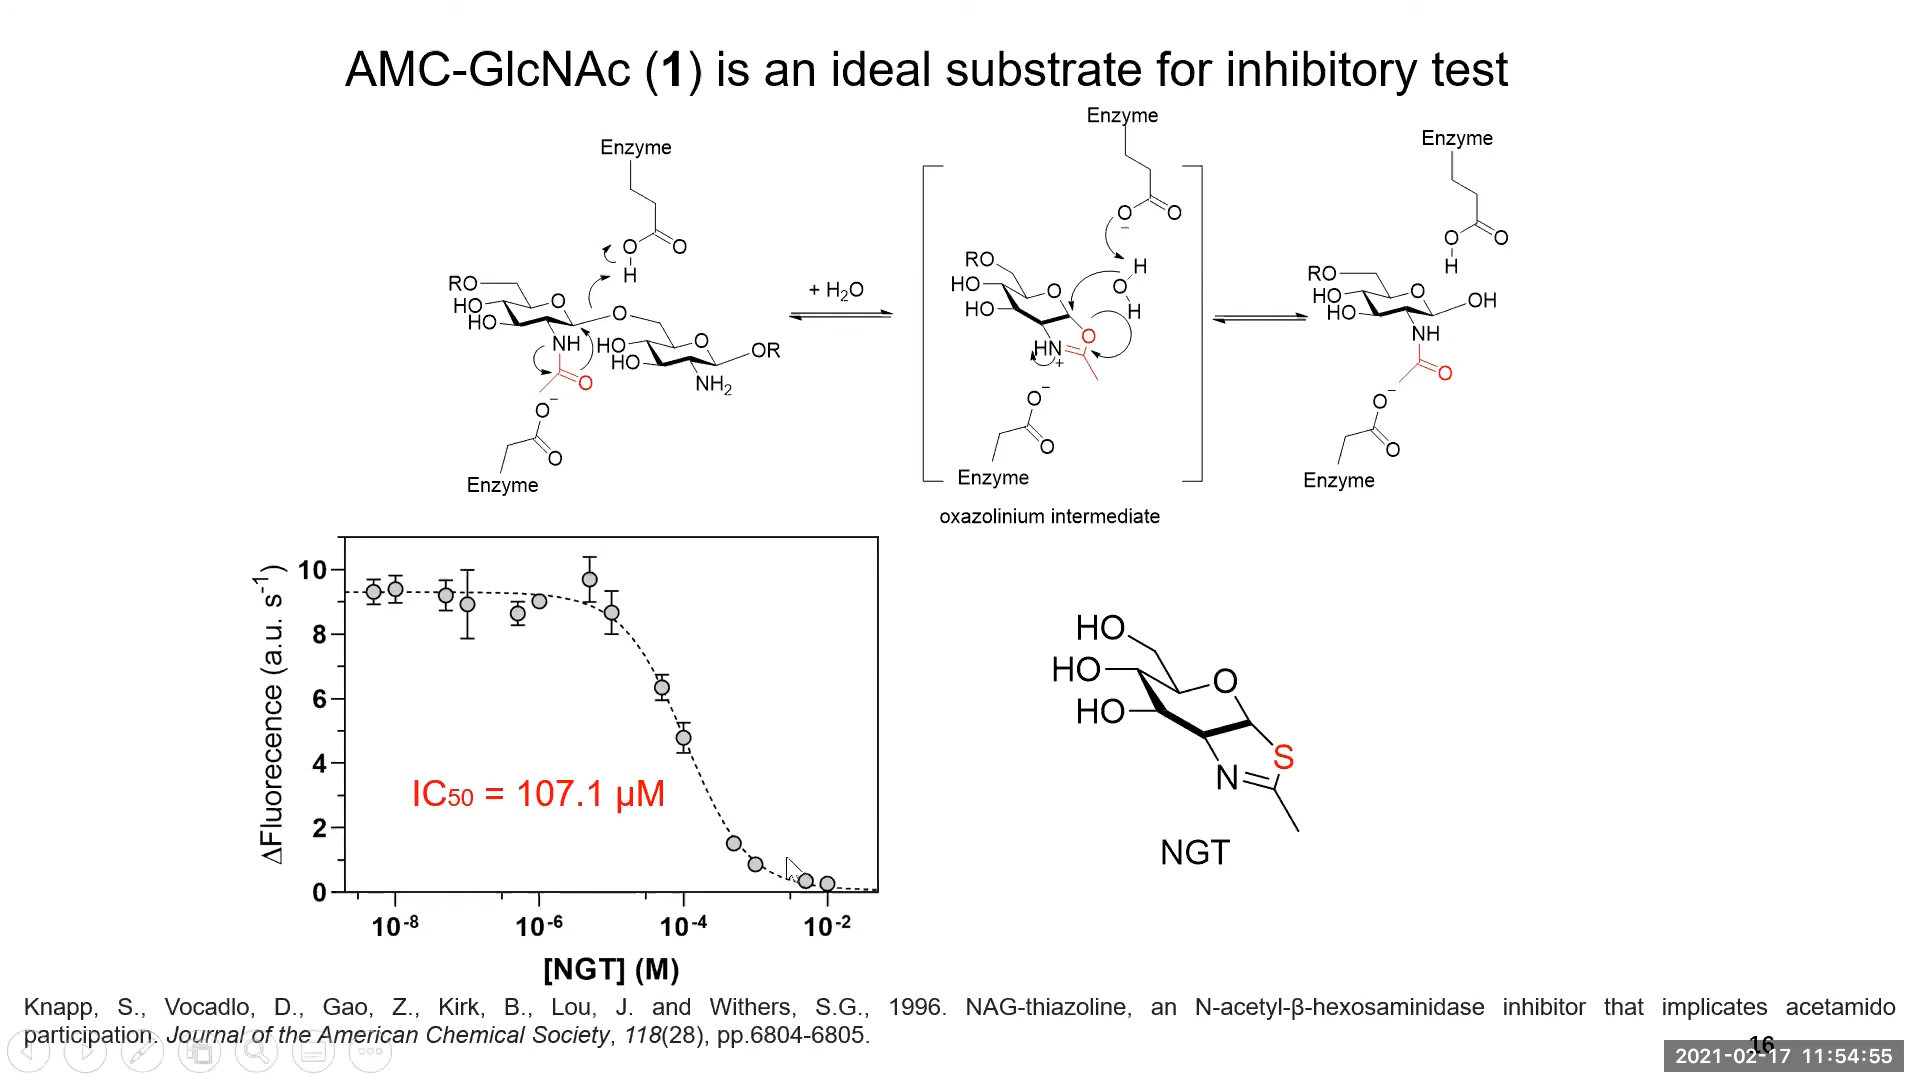 AMC-GlcNAc (1) is an ideal substrate for inhibitory test
Enzyme
O
O
H
RO
HO
HO
O
O
NH
O
HO
HO
O
OR
NH2
O−
O
Enzyme
+ H2O
Enzyme
O
−
O
H
O
H
RO
HO
HO
O
O
HN
+
O−
O
Enzyme
oxazolinium intermediate
Enzyme
O
O
H
RO
HO
HO
O
OH
NH
O
O−
O
Enzyme
ΔFluorecence (a.u. s-1)
10
8
6
4
2
0
IC50 = 107.1 µM
10-8
10-6
10-4
10-2
[NGT] (M)
HO
HO
HO
O
S
N
NGT
Knapp, S., Vocadlo, D., Gao, Z., Kirk, B., Lou, J. and Withers, S.G., 1996. NAG-thiazoline, an N-acetyl-β-hexosaminidase inhibitor that implicates acetamido
participation. Journal of the American Chemical Society, 118(28), pp.6804-6805.
16
2021-02-17 11:54:55